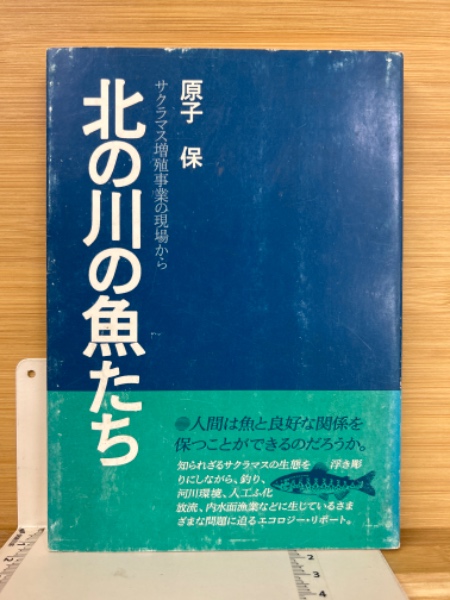 北の川の魚たち
サクラマス増殖事業の現場から
原子 保
●人間は魚と良好な関係を
保つことができるのだろうか。
知られざるサクラマスの生態を 浮き彫
りにしながら、釣り、
河川環境、人工ふ化
放流、内水面漁業などに生じているさま
ざまな問題に迫るエコロジー・リポート。
1
2
2
3
4